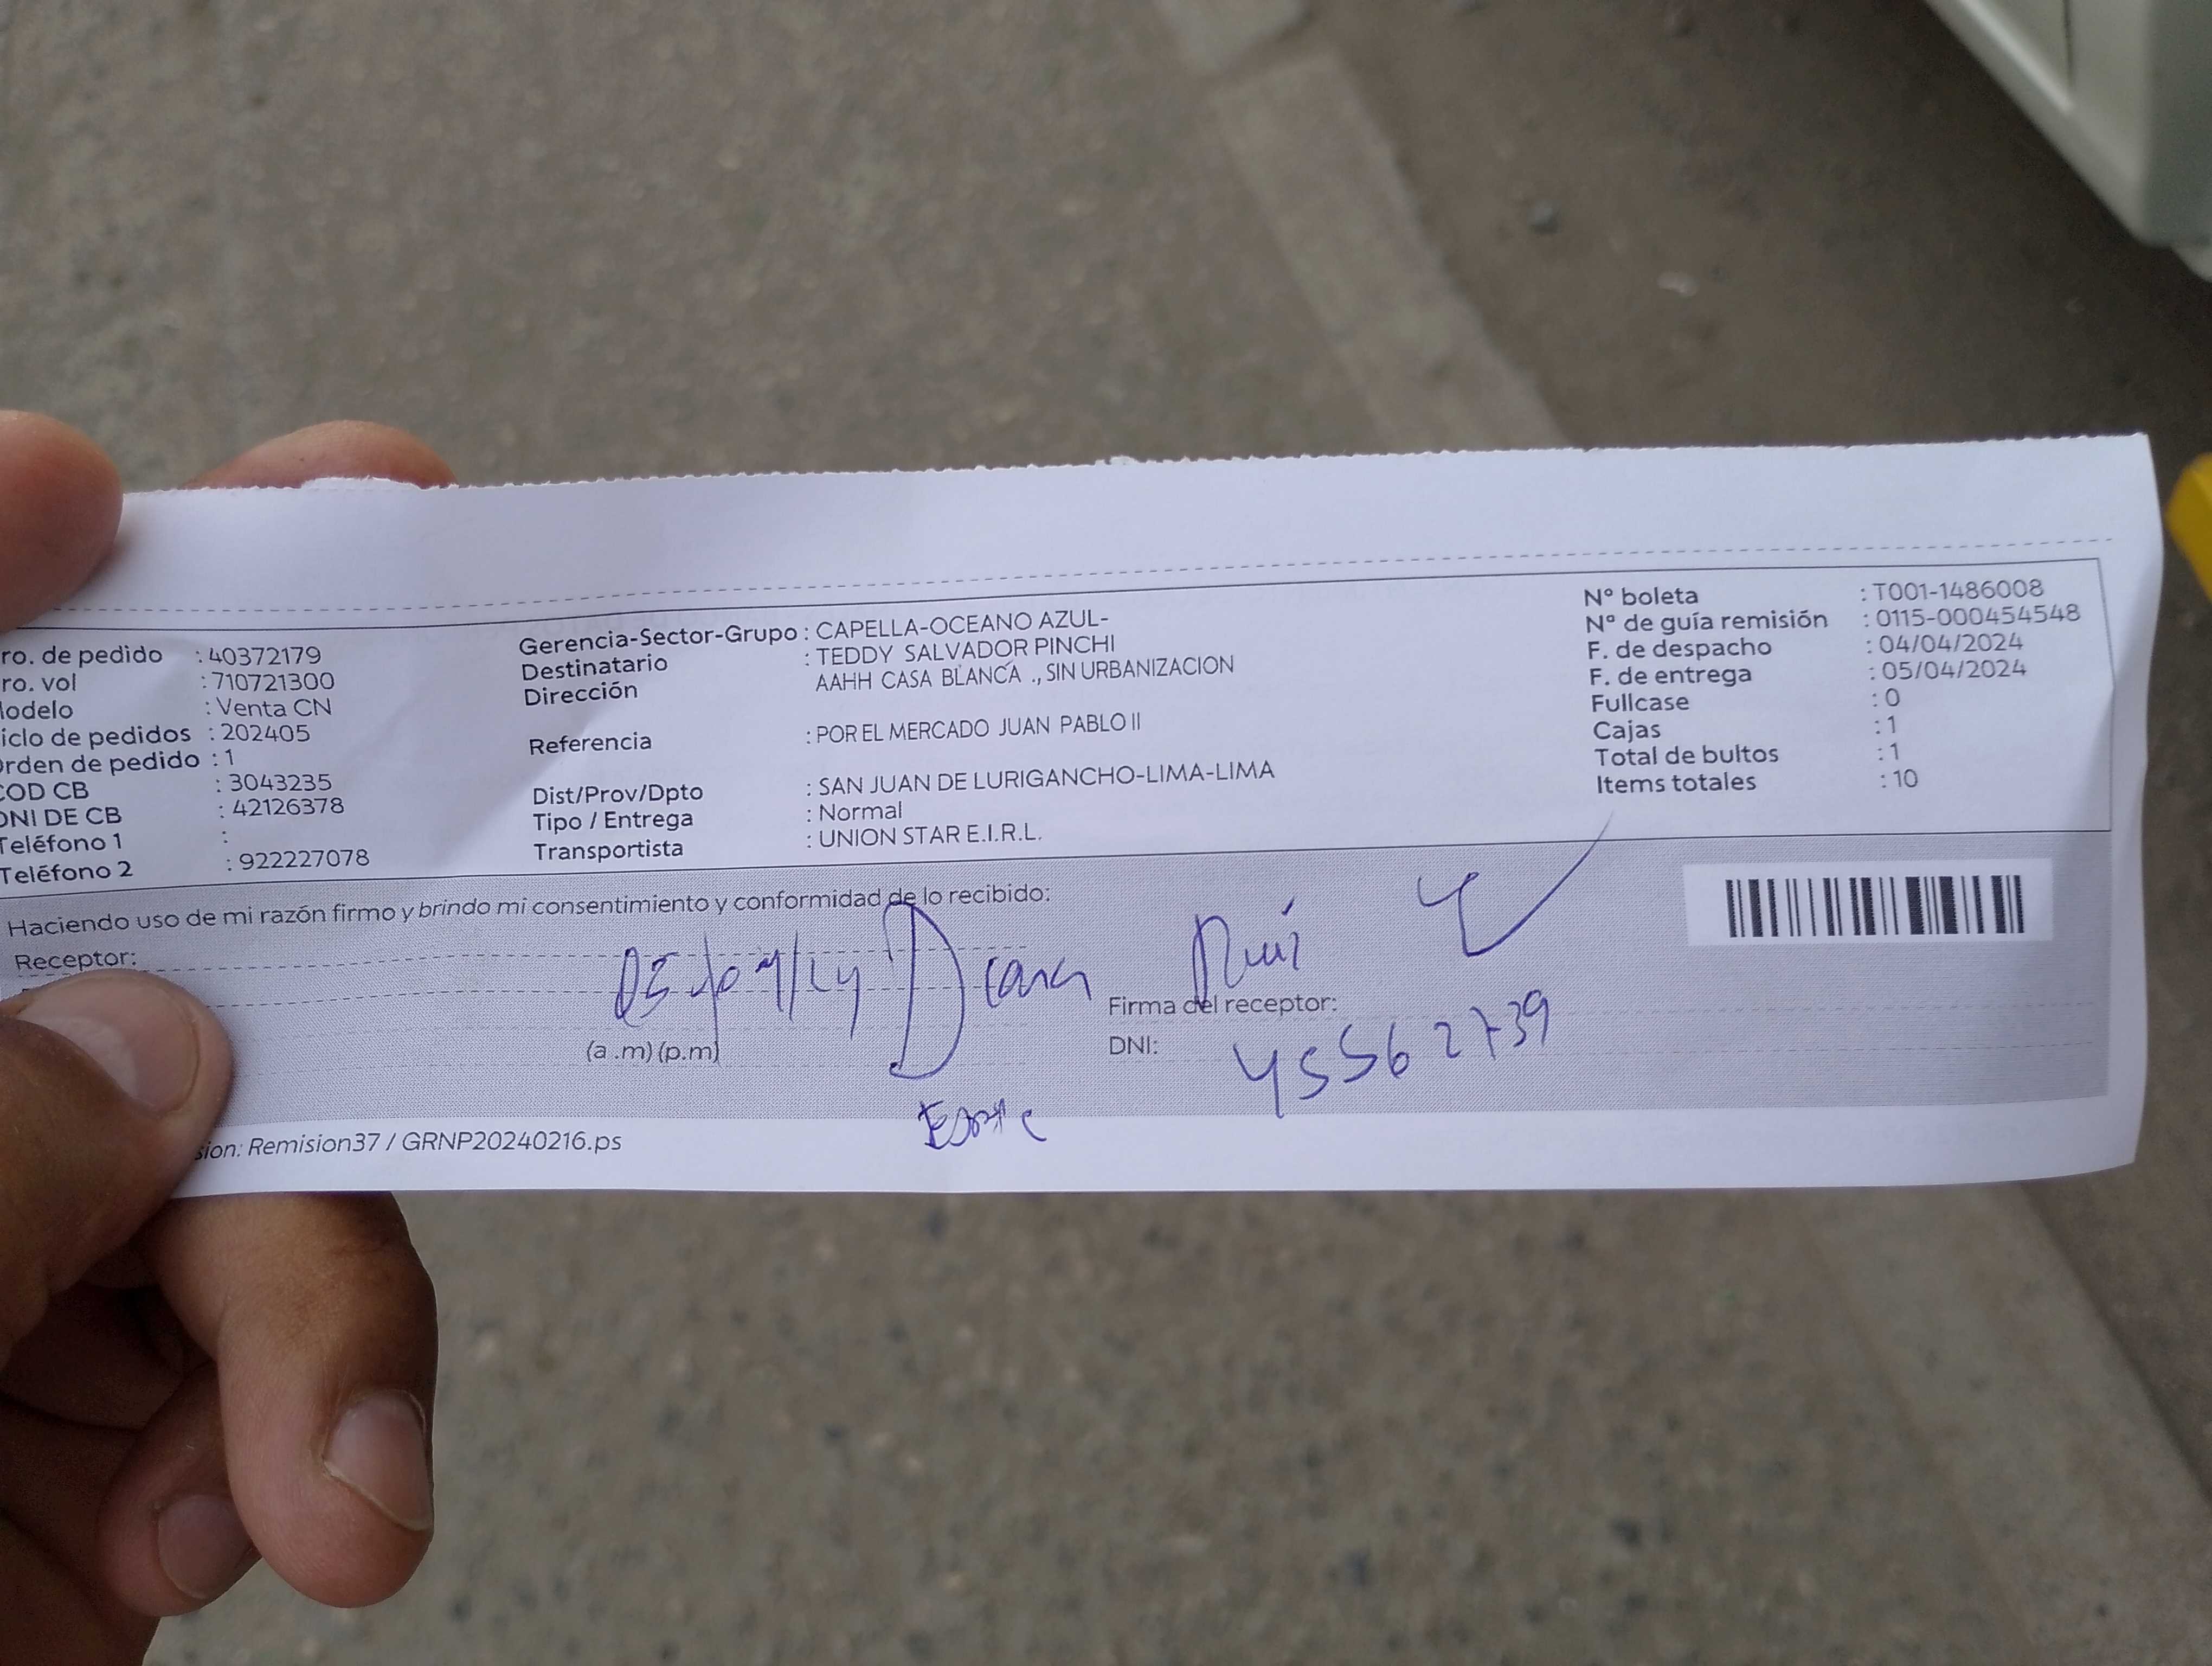 ro. de pedido : 40372179
ro. vol : 710721300
lodelo : Venta CN
iclo de pedidos : 202405
rden de pedido : 1
COD CB : 3043235
DNI DE CB : 42126378
Teléfono 1 :
Teléfono 2 : 922227078
Gerencia-Sector-Grupo : CAPELLA-OCEANO AZUL-
Destinatario : TEDDY SALVADOR PINCHI
Dirección AAHH CASA BLANCA ., SIN URBANIZACION
Referencia : POR EL MERCADO JUAN PABLO II
Dist/Prov/Dpto : SAN JUAN DE LURIGANCHO-LIMA-LIMA
Tipo / Entrega : Normal
Transportista : UNION STAR E.I.R.L.
Nº boleta : T001-1486008
Nº de guía remisión : 0115-000454548
F. de despacho : 04/04/2024
F. de entrega : 05/04/2024
Fullcase : 0
Cajas : 1
Total de bultos : 1
Items totales : 10
Haciendo uso de mi razón firmo y brindo mi consentimiento y conformidad de lo recibido:
Receptor:
Diana
Firma del receptor:
(a .m) (p.m)
DNI: 45562739
sion: Remision37 / GRNP20240216.ps